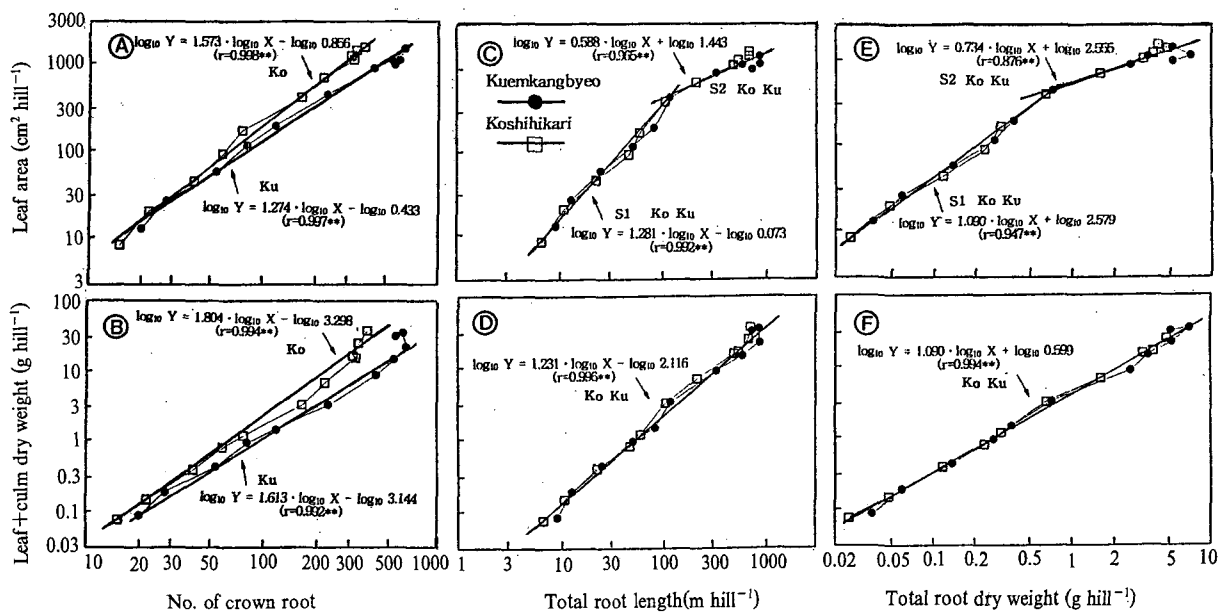 A
log₁₀ Y = 1.573 · log₁₀ X − log₁₀ 0.856
(r=0.998**)
Ko
Ku
log₁₀ Y = 1.274 · log₁₀ X − log₁₀ 0.433
(r=0.997**)
Leaf area (cm² hill⁻¹)
3000
1000
300
100
30
10
3
C
log₁₀ Y = 0.588 · log₁₀ X + log₁₀ 1.443
(r=0.965**)
Kuemkangbyeo
Koshihikari
S2 Ko Ku
S1 Ko Ku
log₁₀ Y = 1.281 · log₁₀ X − log₁₀ 0.073
(r=0.992**)
E
log₁₀ Y = 0.734 · log₁₀ X + log₁₀ 2.555
(r=0.876**)
S2 Ko Ku
S1 Ko Ku
log₁₀ Y = 1.090 · log₁₀ X + log₁₀ 2.579
(r=0.947**)
B
log₁₀ Y = 1.804 · log₁₀ X − log₁₀ 3.298
(r=0.994**)
Ko
Ku
log₁₀ Y = 1.613 · log₁₀ X − log₁₀ 3.144
(r=0.992**)
Leaf+culm dry weight (g hill⁻¹)
100
30
10
3
1
0.3
0.1
0.03
10 20 50 100 200 500 1000
No. of crown root
D
log₁₀ Y = 1.231 · log₁₀ X − log₁₀ 2.116
(r=0.996**)
Ko Ku
1 5 10 50 100 500 1000
Total root length(m hill⁻¹)
F
log₁₀ Y = 1.090 · log₁₀ X + log₁₀ 0.599
(r=0.994**)
Ko Ku
0.02 0.05 0.1 0.2 0.5 1 2 5 10
Total root dry weight (g hill⁻¹)